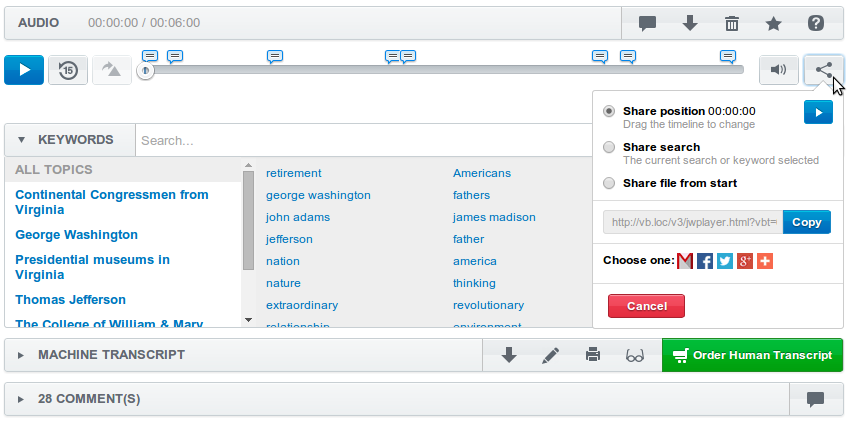 AUDIO 00:00:00 / 00:06:00
15
Share position 00:00:00
Drag the timeline to change
Share search
The current search or keyword selected
Share file from start
http://vb.loc/v3/jwplayer.html?vbt= Copy
Choose one:
Cancel
KEYWORDS Search...
ALL TOPICS
Continental Congressmen from
Virginia
George Washington
Presidential museums in
Virginia
Thomas Jefferson
The College of William & Mary
retirement Americans
george washington fathers
john adams james madison
jefferson father
nation america
nature thinking
extraordinary revolutionary
relationship environment
MACHINE TRANSCRIPT Order Human Transcript
28 COMMENT(S)